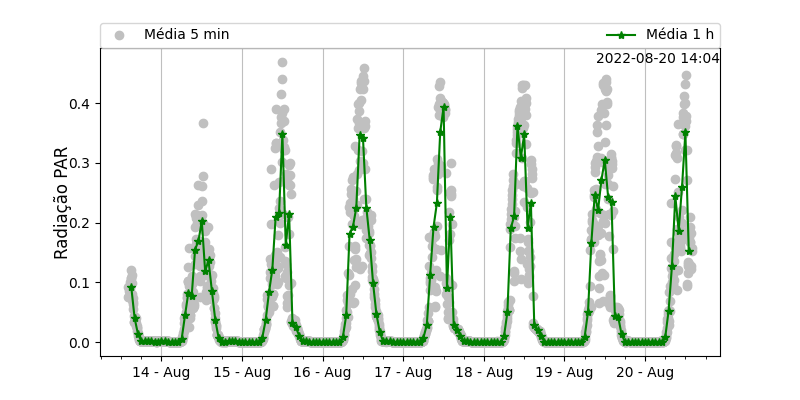 Média 5 min
Média 1 h
2022-08-20 14:04
Radiação PAR
0.4
0.3
0.2
0.1
0.0
14 - Aug
15 - Aug
16 - Aug
17 - Aug
18 - Aug
19 - Aug
20 - Aug